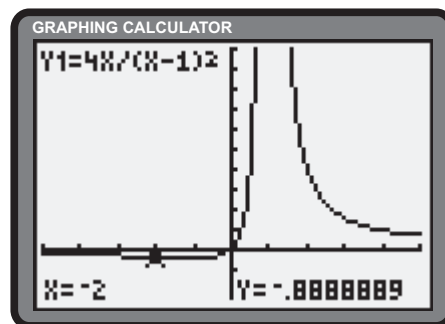 GRAPHING CALCULATOR
Y1=4X/(X-1)²
X=-2 Y=-.8888889